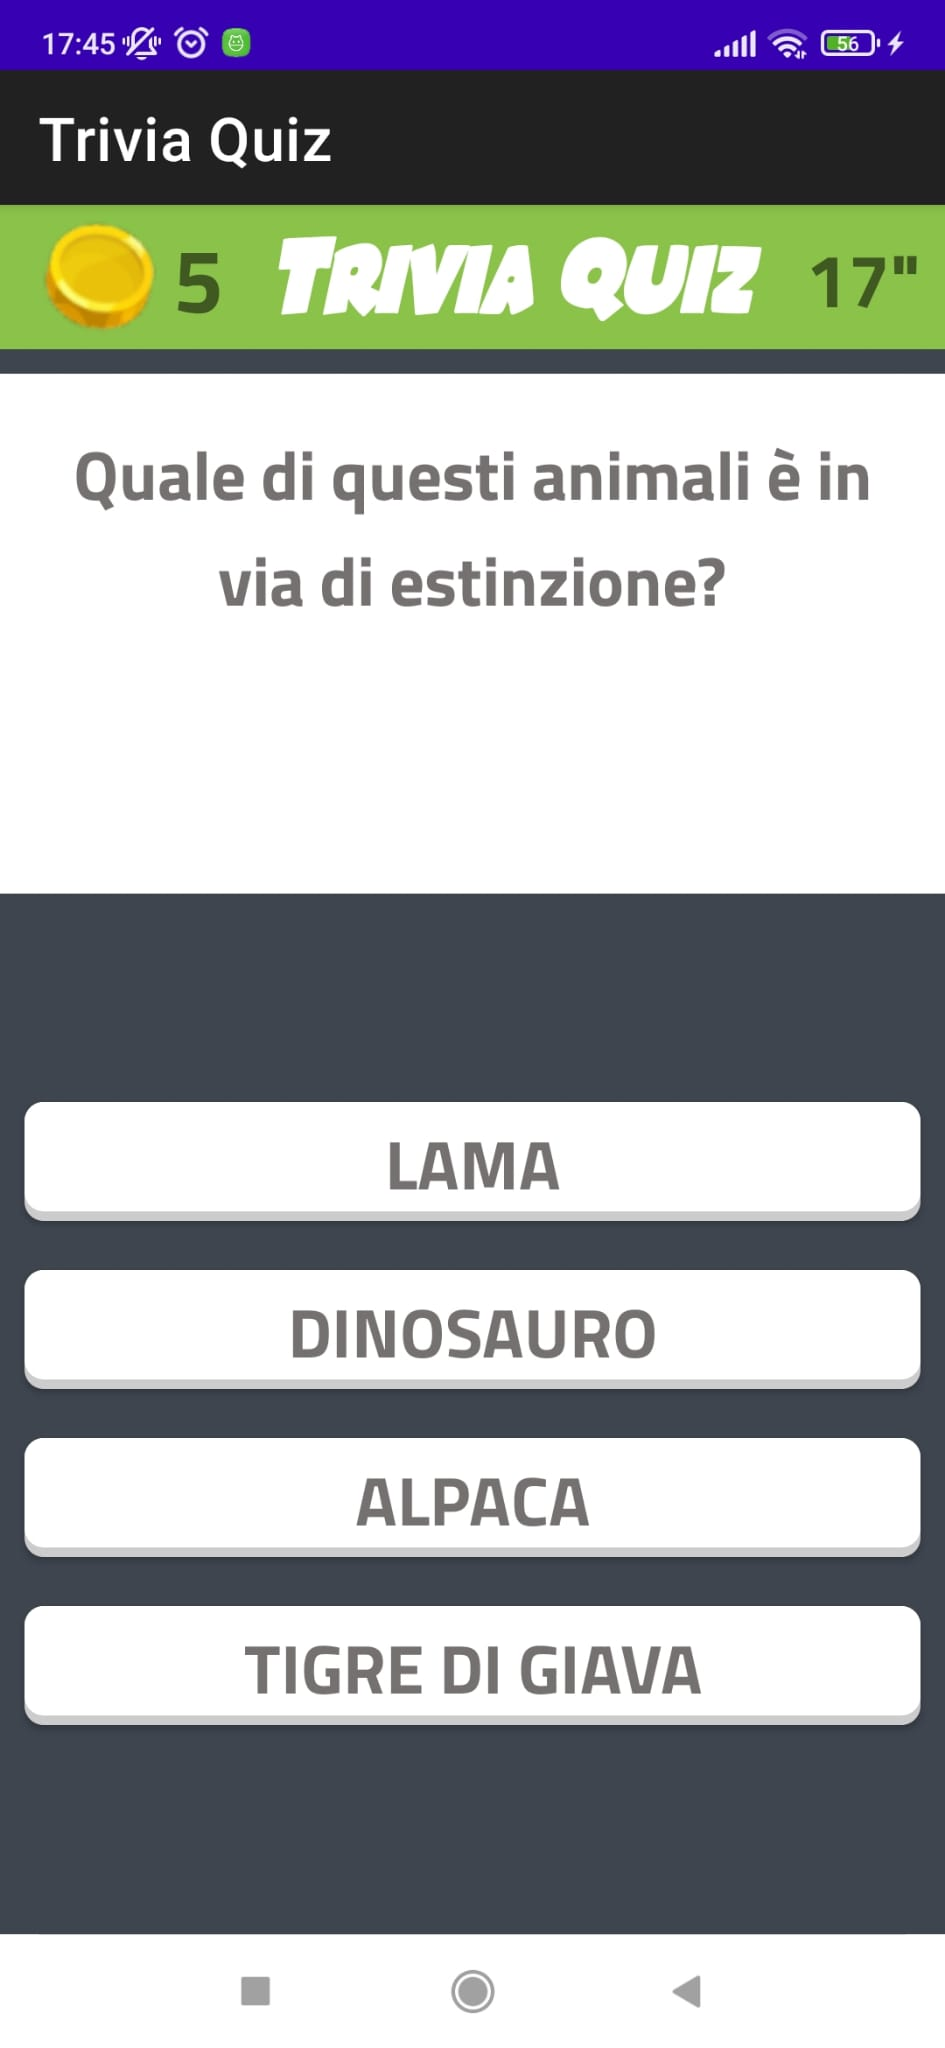 17:45 56
Trivia Quiz
5 TRIVIA QUIZ 17"
Quale di questi animali è in
via di estinzione?
LAMA
DINOSAURO
ALPACA
TIGRE DI GIAVA